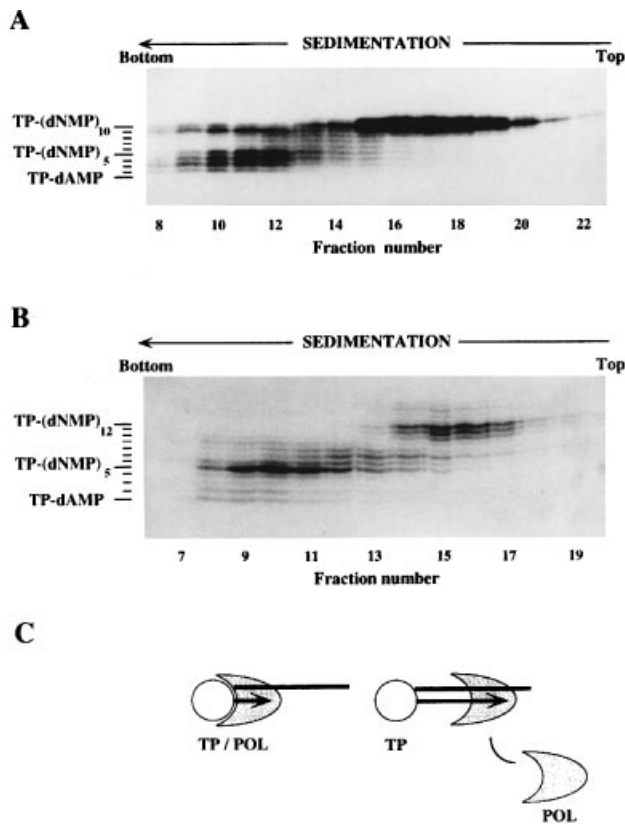 A
SEDIMENTATION
Bottom Top
TP-(dNMP)10
TP-(dNMP)5
TP-dAMP
8 10 12 14 16 18 20 22
Fraction number
B
SEDIMENTATION
Bottom Top
TP-(dNMP)12
TP-(dNMP)5
TP-dAMP
7 9 11 13 15 17 19
Fraction number
C
TP / POL TP
POL